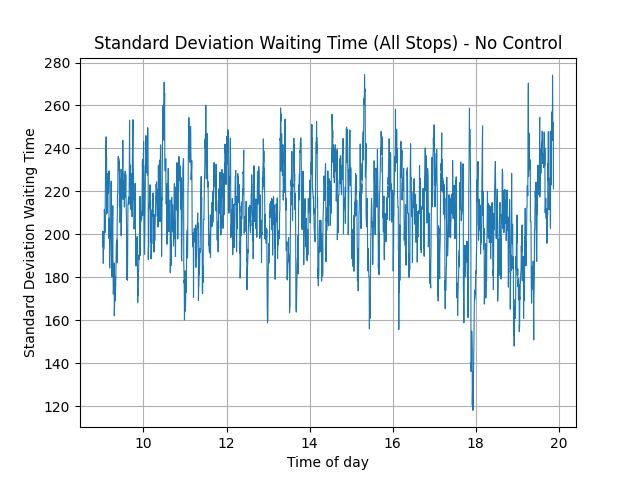 Standard Deviation Waiting Time (All Stops) - No Control
280
260
240
220
200
180
160
140
120
Standard Deviation Waiting Time
10 12 14 16 18 20
Time of day